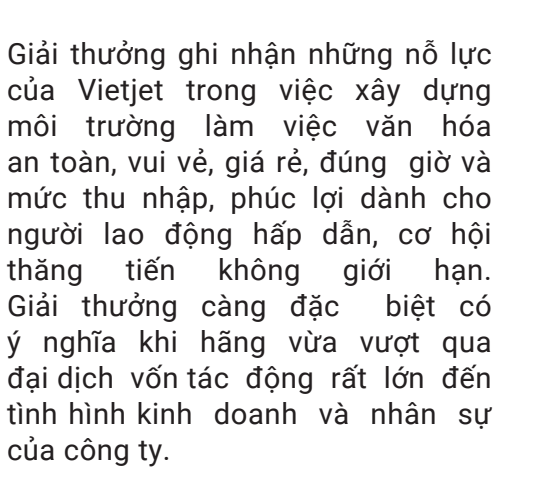 Giải thưởng ghi nhận những nỗ lực
của Vietjet trong việc xây dựng
môi trường làm việc văn hóa
an toàn, vui vẻ, giá rẻ, đúng giờ và
mức thu nhập, phúc lợi dành cho
người lao động hấp dẫn, cơ hội
thăng tiến không giới hạn.
Giải thưởng càng đặc biệt có
ý nghĩa khi hãng vừa vượt qua
đại dịch vốn tác động rất lớn đến
tình hình kinh doanh và nhân sự
của công ty.